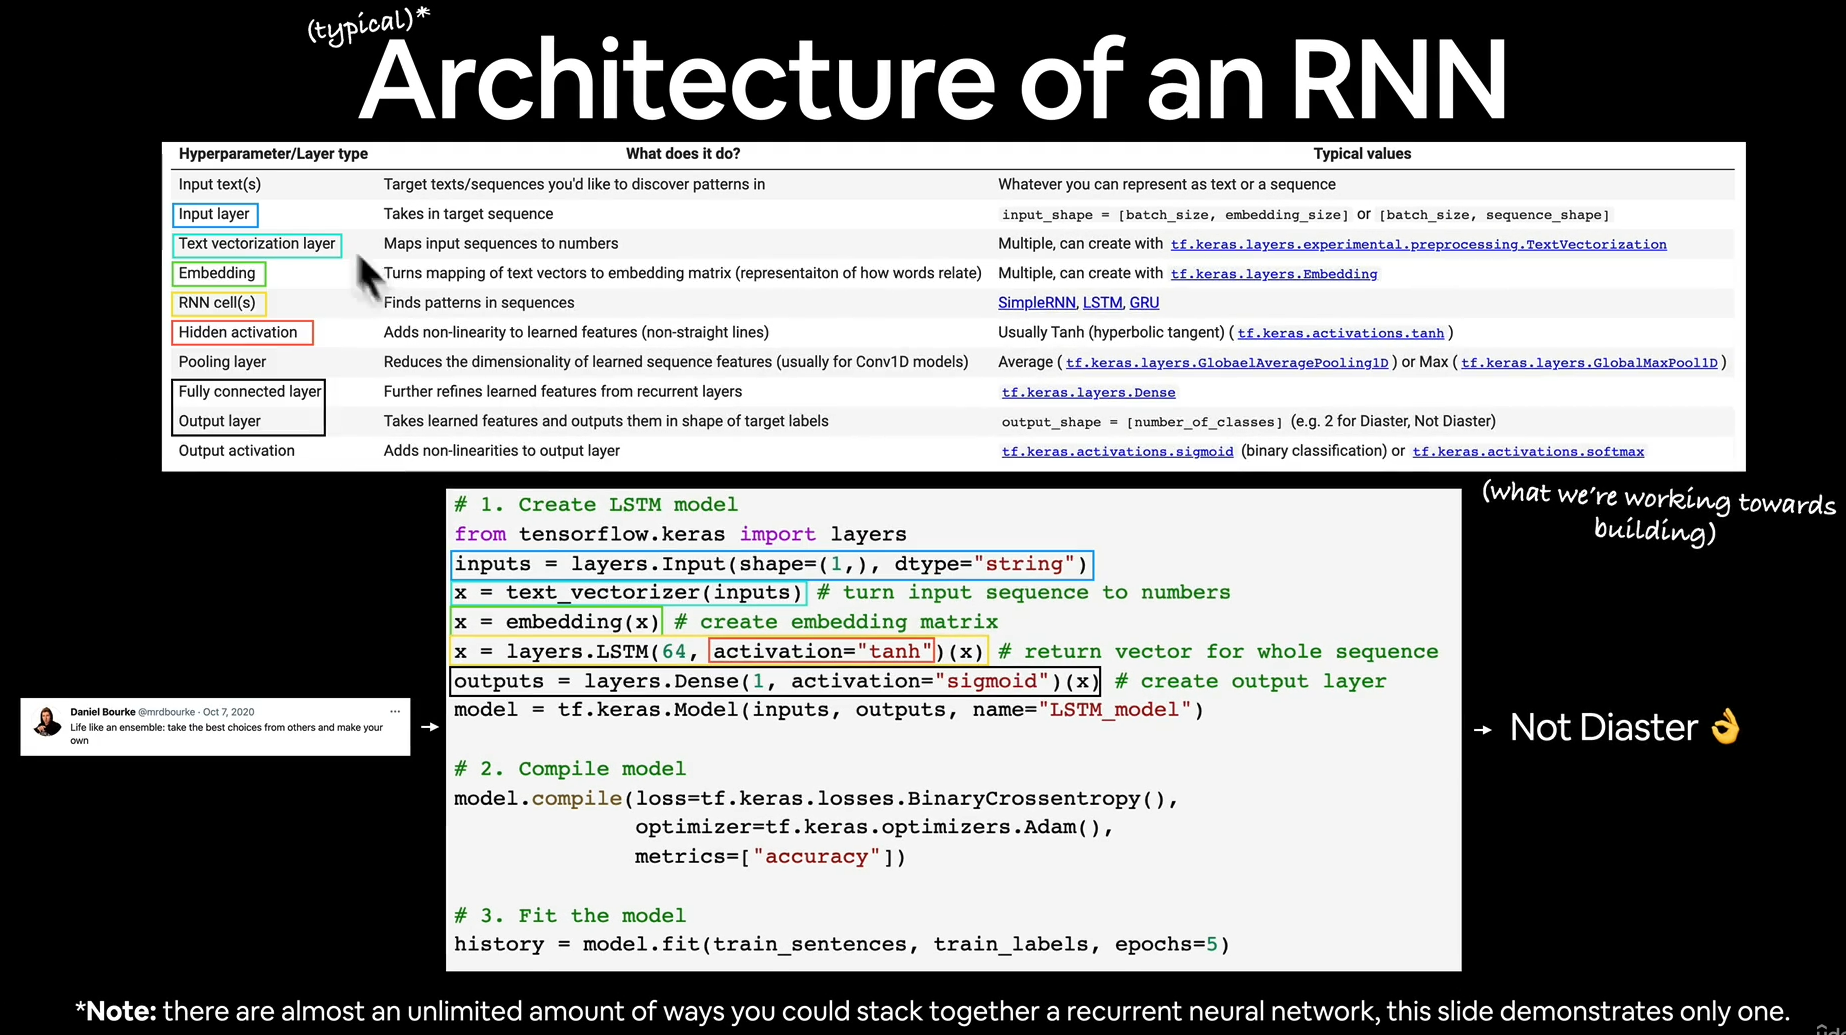 (typical)*
Architecture of an RNN
Hyperparameter/Layer type What does it do? Typical values
Input text(s) Target texts/sequences you'd like to discover patterns in Whatever you can represent as text or a sequence
Input layer Takes in target sequence input_shape = [batch_size, embedding_size] or [batch_size, sequence_shape]
Text vectorization layer Maps input sequences to numbers Multiple, can create with tf.keras.layers.experimental.preprocessing.TextVectorization
Embedding Turns mapping of text vectors to embedding matrix (representaiton of how words relate) Multiple, can create with tf.keras.layers.Embedding
RNN cell(s) Finds patterns in sequences SimpleRNN, LSTM, GRU
Hidden activation Adds non-linearity to learned features (non-straight lines) Usually Tanh (hyperbolic tangent) (tf.keras.activations.tanh)
Pooling layer Reduces the dimensionality of learned sequence features (usually for Conv1D models) Average (tf.keras.layers.GlobaelAveragePooling1D) or Max (tf.keras.layers.GlobalMaxPool1D)
Fully connected layer Further refines learned features from recurrent layers tf.keras.layers.Dense
Output layer Takes learned features and outputs them in shape of target labels output_shape = [number_of_classes] (e.g. 2 for Diaster, Not Diaster)
Output activation Adds non-linearities to output layer tf.keras.activations.sigmoid (binary classification) or tf.keras.activations.softmax
(what we're working towards
building)
# 1. Create LSTM model
from tensorflow.keras import layers
inputs = layers.Input(shape=(1,), dtype="string")
x = text_vectorizer(inputs) # turn input sequence to numbers
x = embedding(x) # create embedding matrix
x = layers.LSTM(64, activation="tanh")(x) # return vector for whole sequence
outputs = layers.Dense(1, activation="sigmoid")(x) # create output layer
model = tf.keras.Model(inputs, outputs, name="LSTM_model")
# 2. Compile model
model.compile(loss=tf.keras.losses.BinaryCrossentropy(),
optimizer=tf.keras.optimizers.Adam(),
metrics=["accuracy"])
# 3. Fit the model
history = model.fit(train_sentences, train_labels, epochs=5)
Daniel Bourke @mrdbourke · Oct 7, 2020
Life like an ensemble: take the best choices from others and make your
own
Not Diaster 👌
*Note: there are almost an unlimited amount of ways you could stack together a recurrent neural network, this slide demonstrates only one.